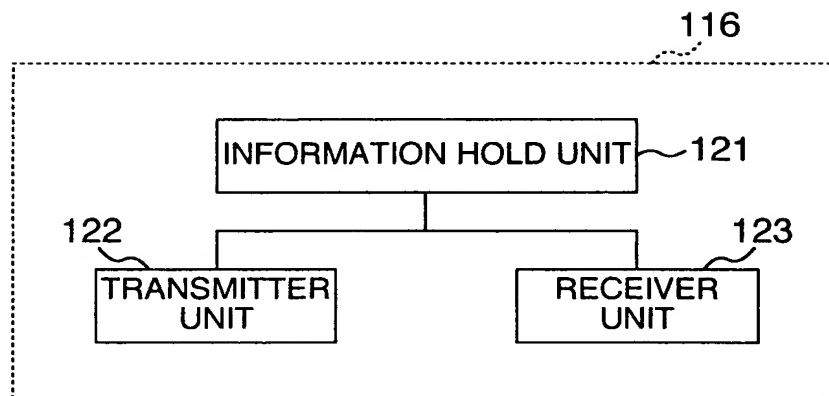 116
INFORMATION HOLD UNIT
121
122
123
TRANSMITTER
UNIT
RECEIVER
UNIT